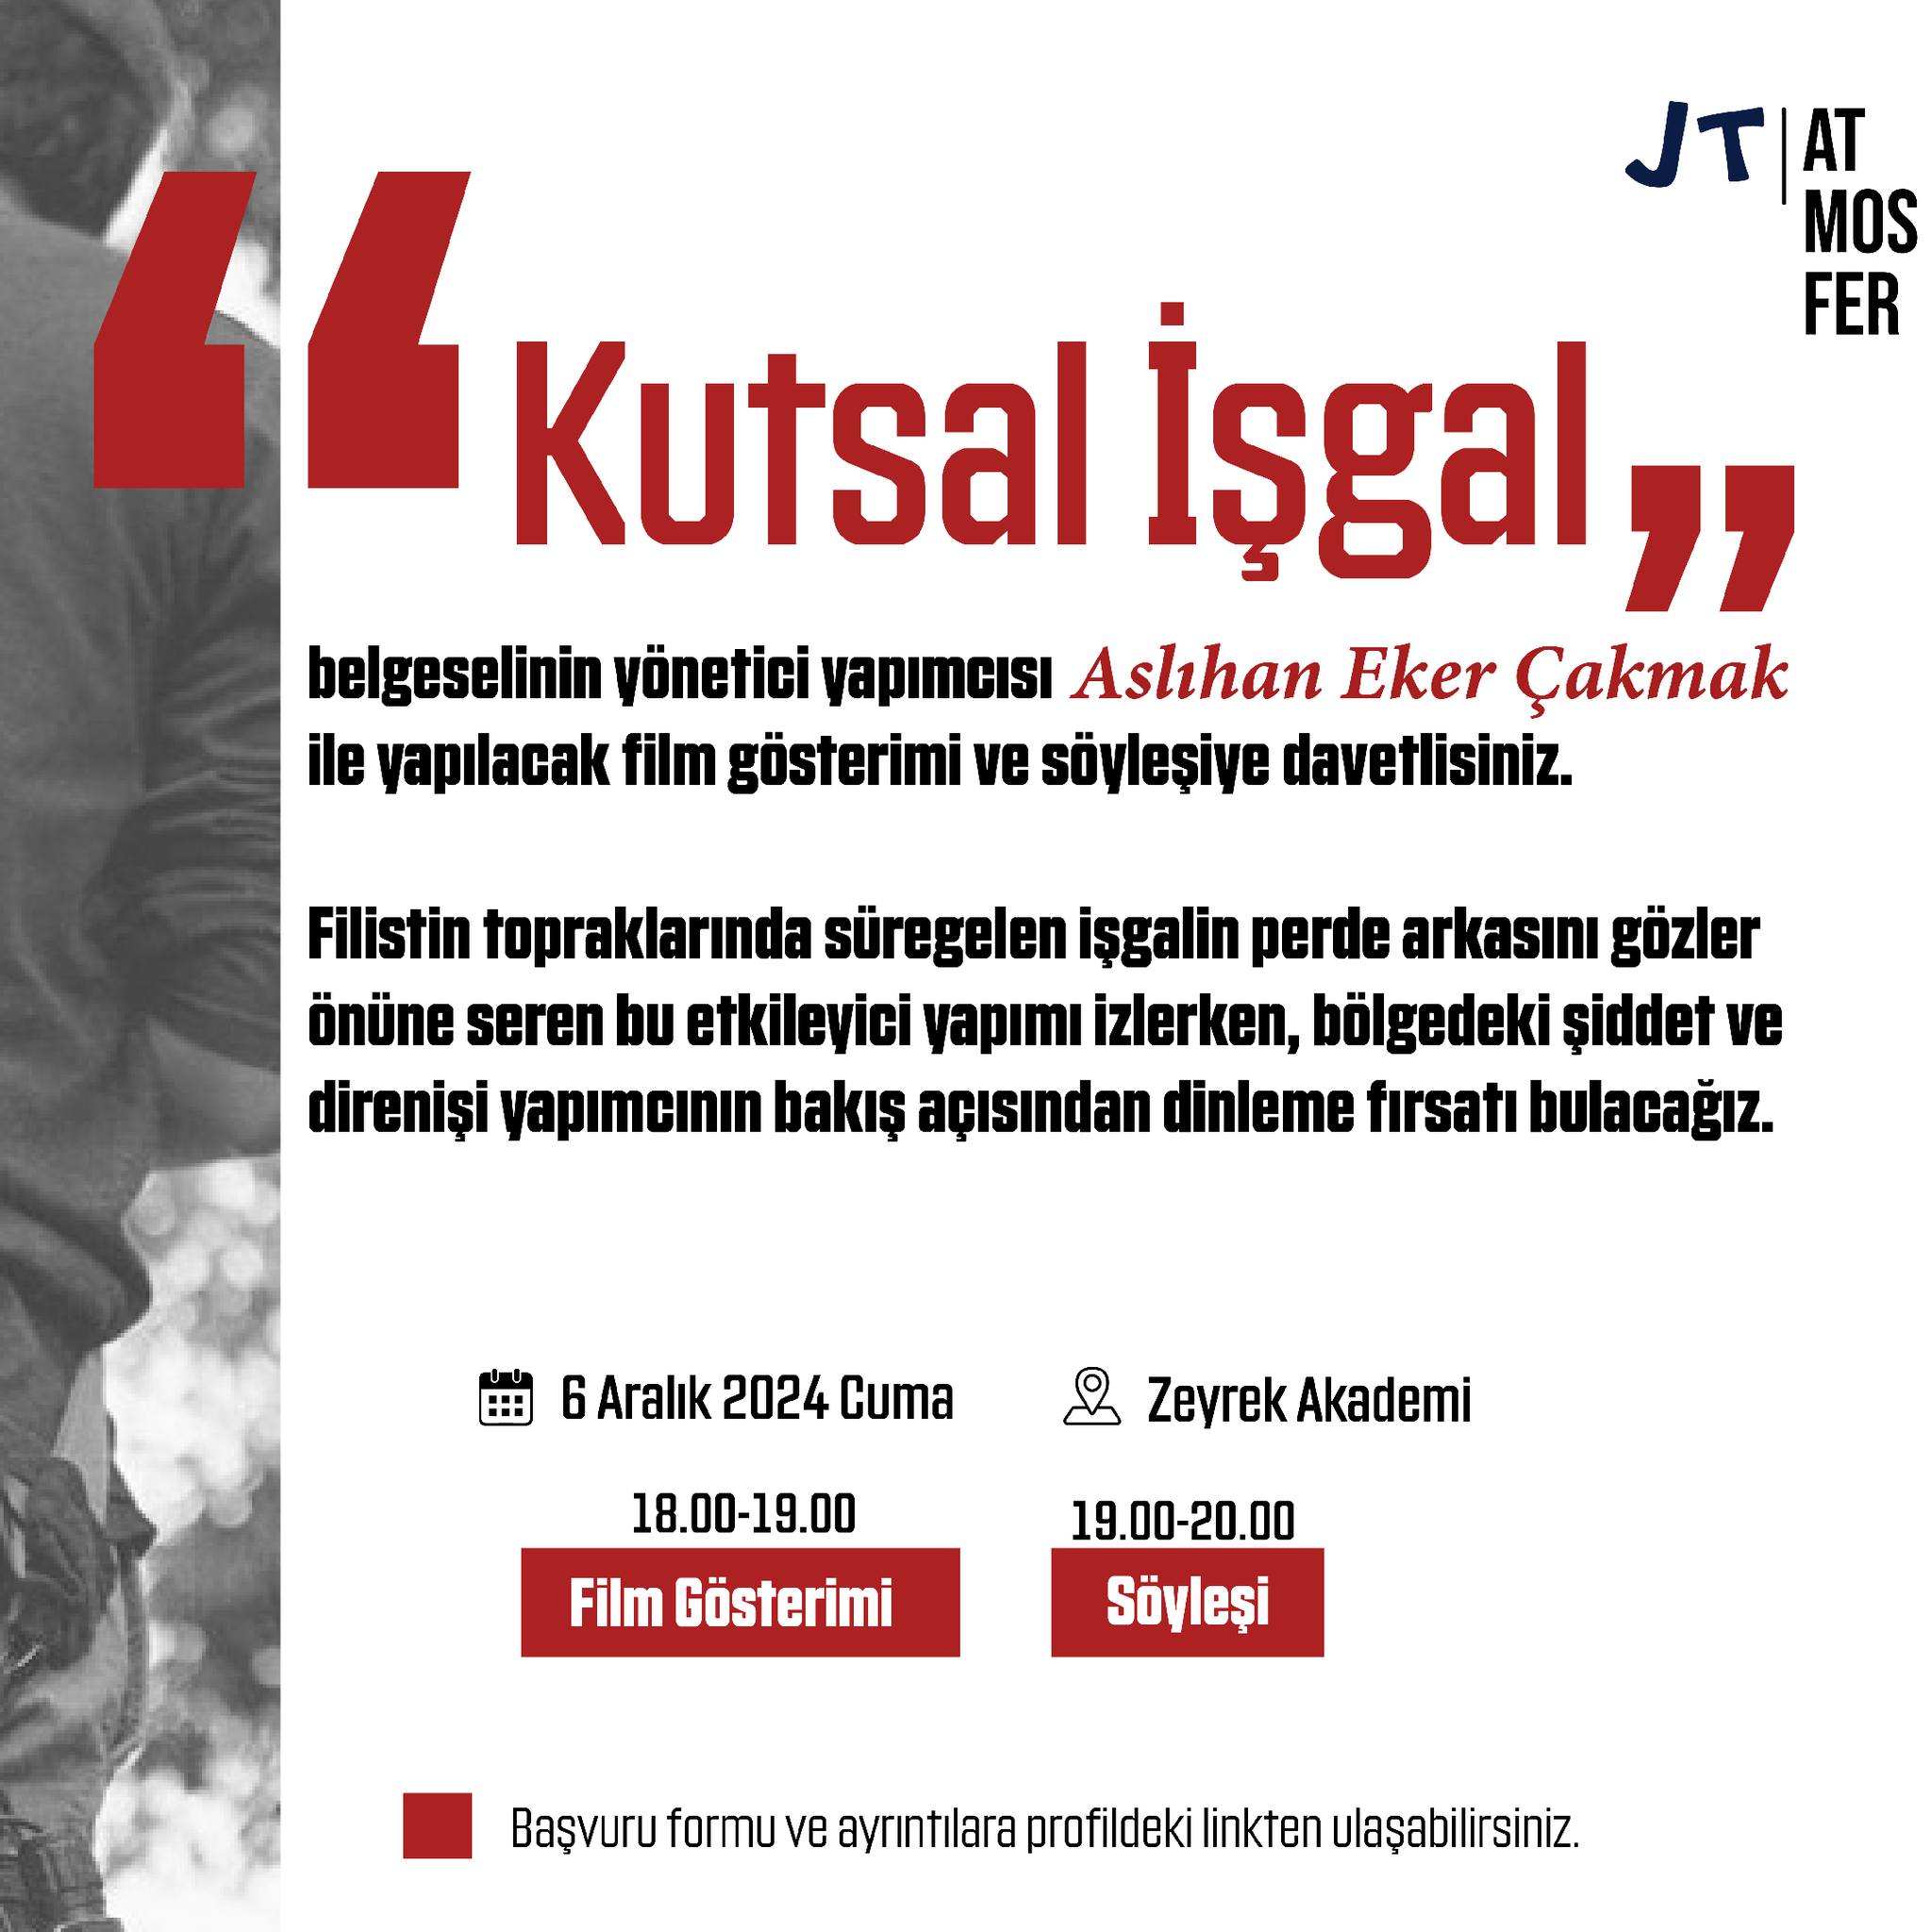 JT
AT
MOS
FER
“Kutsal İşgal”
belgeselinin yönetici yapımcısı Aslıhan Eker Çakmak
ile yapılacak film gösterimi ve söyleşiye davetlisiniz.
Filistin topraklarında süregelen işgalin perde arkasını gözler
önüne seren bu etkileyici yapımı izlerken, bölgedeki şiddet ve
direnişi yapımcının bakış açısından dinleme fırsatı bulacağız.
6 Aralık 2024 Cuma
Zeyrek Akademi
18.00-19.00
Film Gösterimi
19.00-20.00
Söyleşi
Başvuru formu ve ayrıntılara profildeki linkten ulaşabilirsiniz.